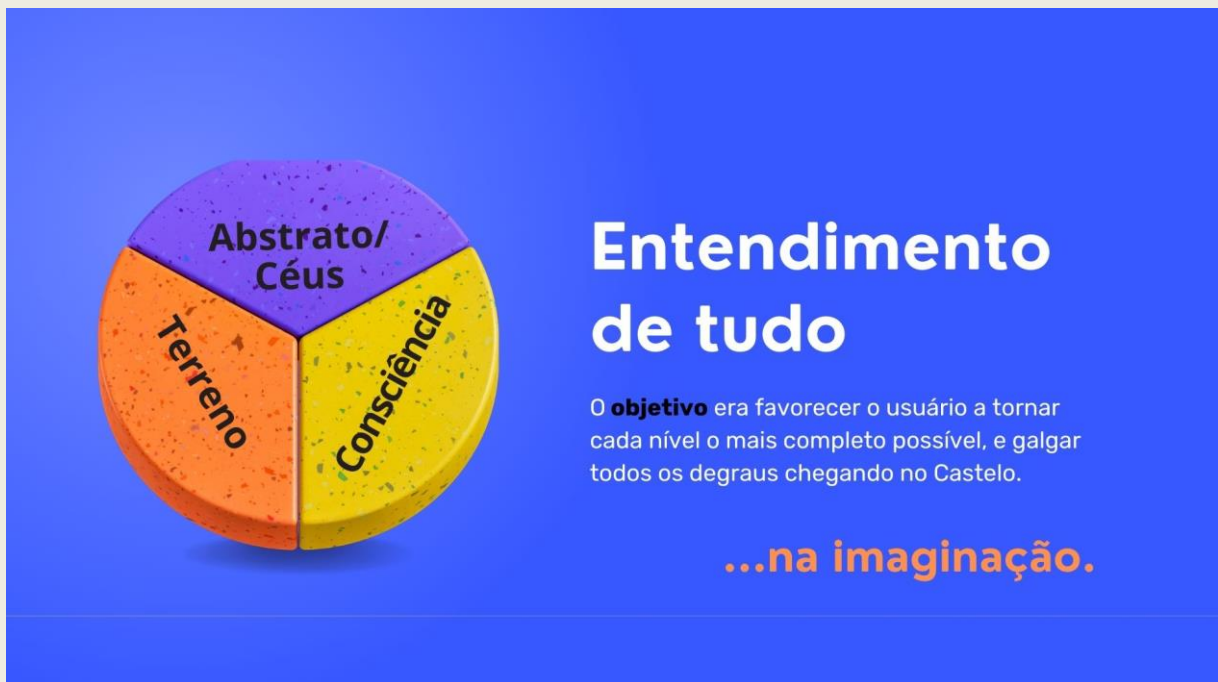 Abstrato/
Céus
Terreno
Consciência
Entendimento
de tudo
O objetivo era favorecer o usuário a tornar
cada nível o mais completo possível, e galgar
todos os degraus chegando no Castelo.
...na imaginação.